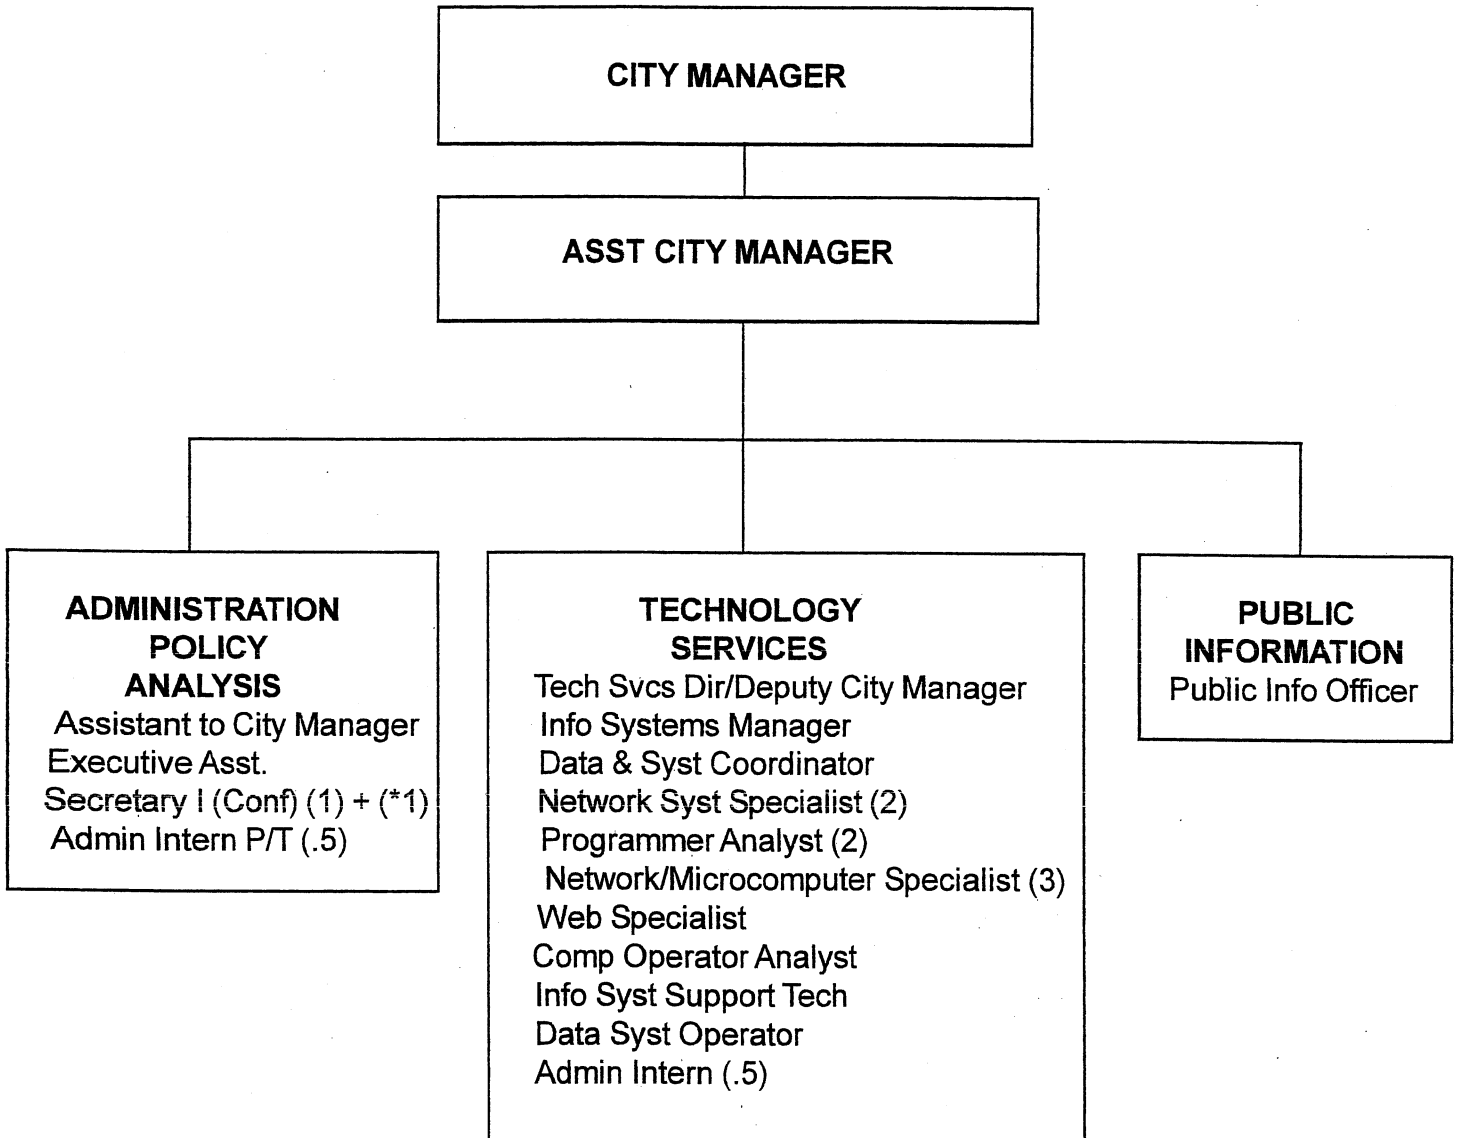 CITY MANAGER
ASST CITY MANAGER
ADMINISTRATION
POLICY
ANALYSIS
Assistant to City Manager
Executive Asst.
Secretary I (Conf) (1) + (*1)
Admin Intern P/T (.5)
TECHNOLOGY
SERVICES
Tech Svcs Dir/Deputy City Manager
Info Systems Manager
Data & Syst Coordinator
Network Syst Specialist (2)
Programmer Analyst (2)
Network/Microcomputer Specialist (3)
Web Specialist
Comp Operator Analyst
Info Syst Support Tech
Data Syst Operator
Admin Intern (.5)
PUBLIC
INFORMATION
Public Info Officer